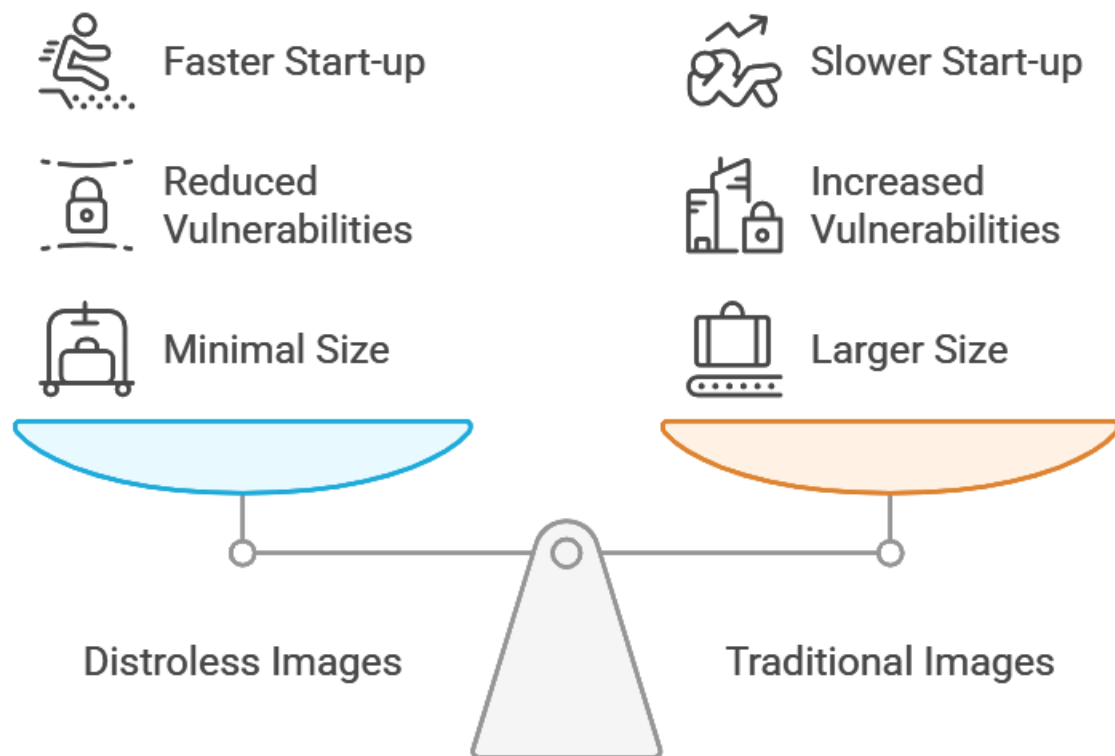 Faster Start-up
Reduced
Vulnerabilities
Minimal Size
Distroless Images
Slower Start-up
Increased
Vulnerabilities
Larger Size
Traditional Images